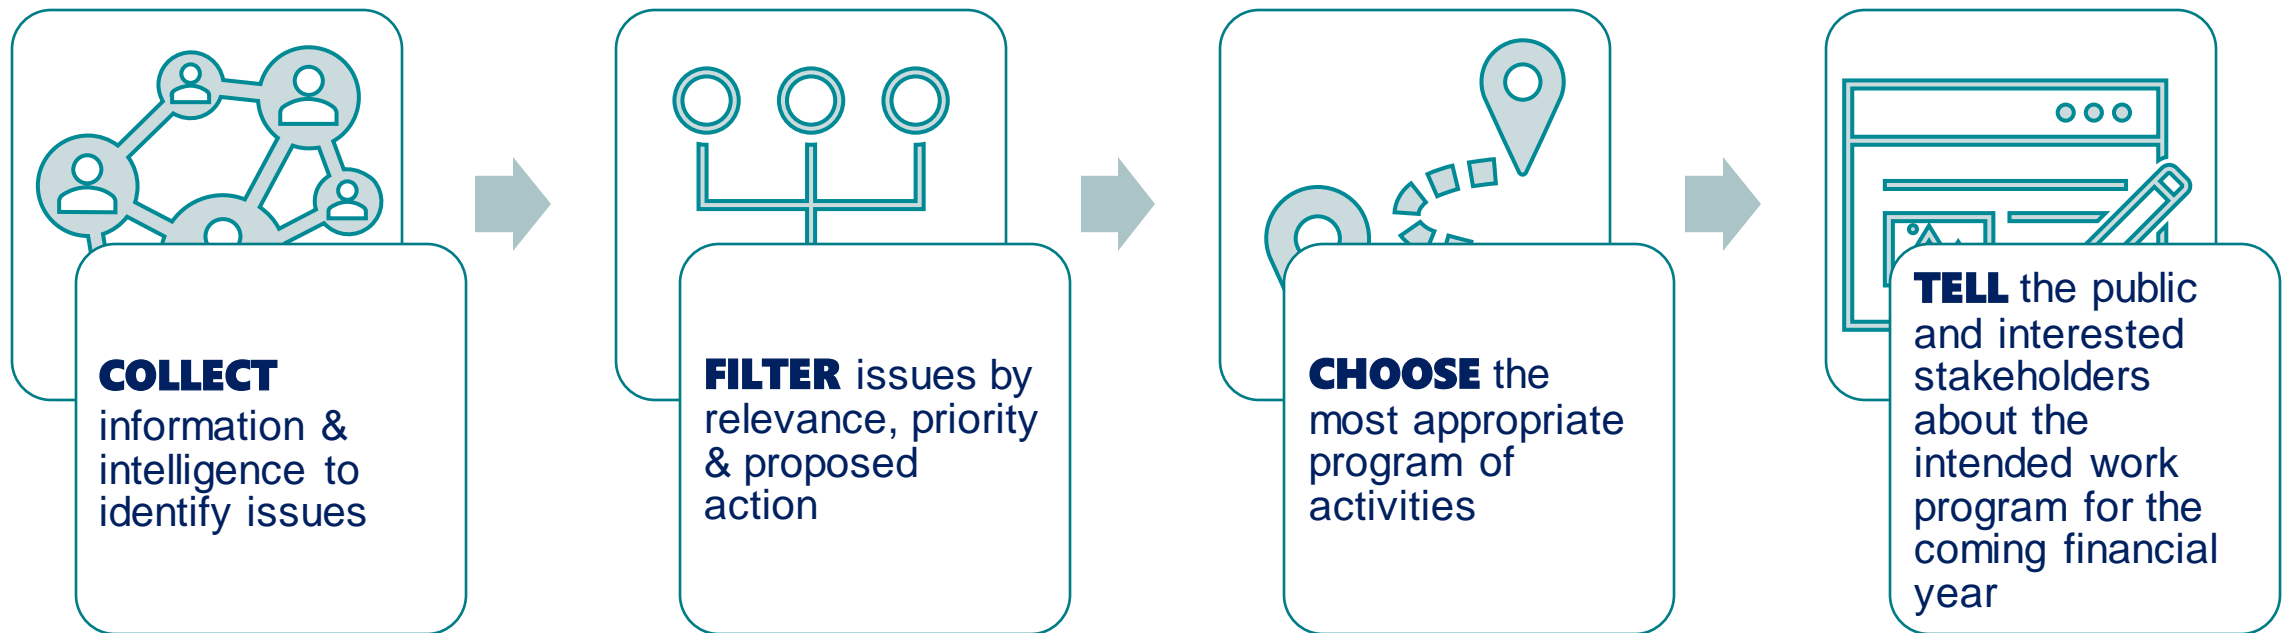 COLLECT
information &
intelligence to
identify issues
FILTER issues by
relevance, priority
& proposed
action
CHOOSE the
most appropriate
program of
activities
TELL the public
and interested
stakeholders
about the
intended work
program for the
coming financial
year